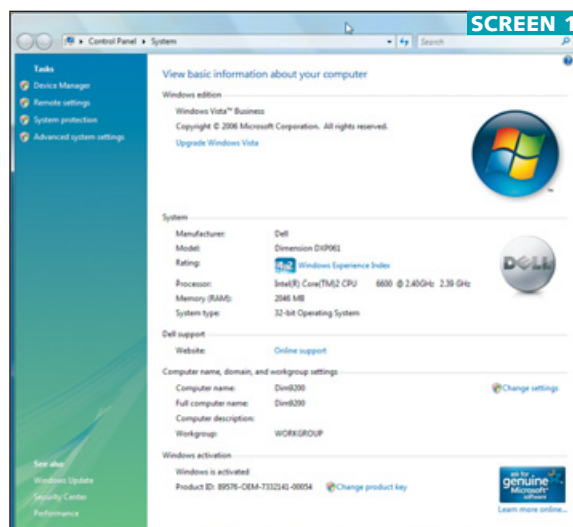 SCREEN 1
Control Panel ▸ System
Search
Tasks
Device Manager
Remote settings
System protection
Advanced system settings
View basic information about your computer
Windows edition
Windows Vista™ Business
Copyright © 2006 Microsoft Corporation. All rights reserved.
Upgrade Windows Vista
System
Manufacturer: Dell
Model: Dimension DXP061
Rating: 4,2 Windows Experience Index
Processor: Intel(R) Core(TM)2 CPU 6600 @ 2.40GHz 2.39 GHz
Memory (RAM): 2046 MB
System type: 32-bit Operating System
DELL
Dell support
Website: Online support
Computer name, domain, and workgroup settings
Computer name: Dim9200
Change settings
Full computer name: Dim9200
Computer description:
Workgroup: WORKGROUP
Windows activation
Windows is activated
Product ID: 89576-OEM-7332141-00054 Change product key
ask for
genuine
Microsoft
software
Learn more online...
See also
Windows Update
Security Center
Performance